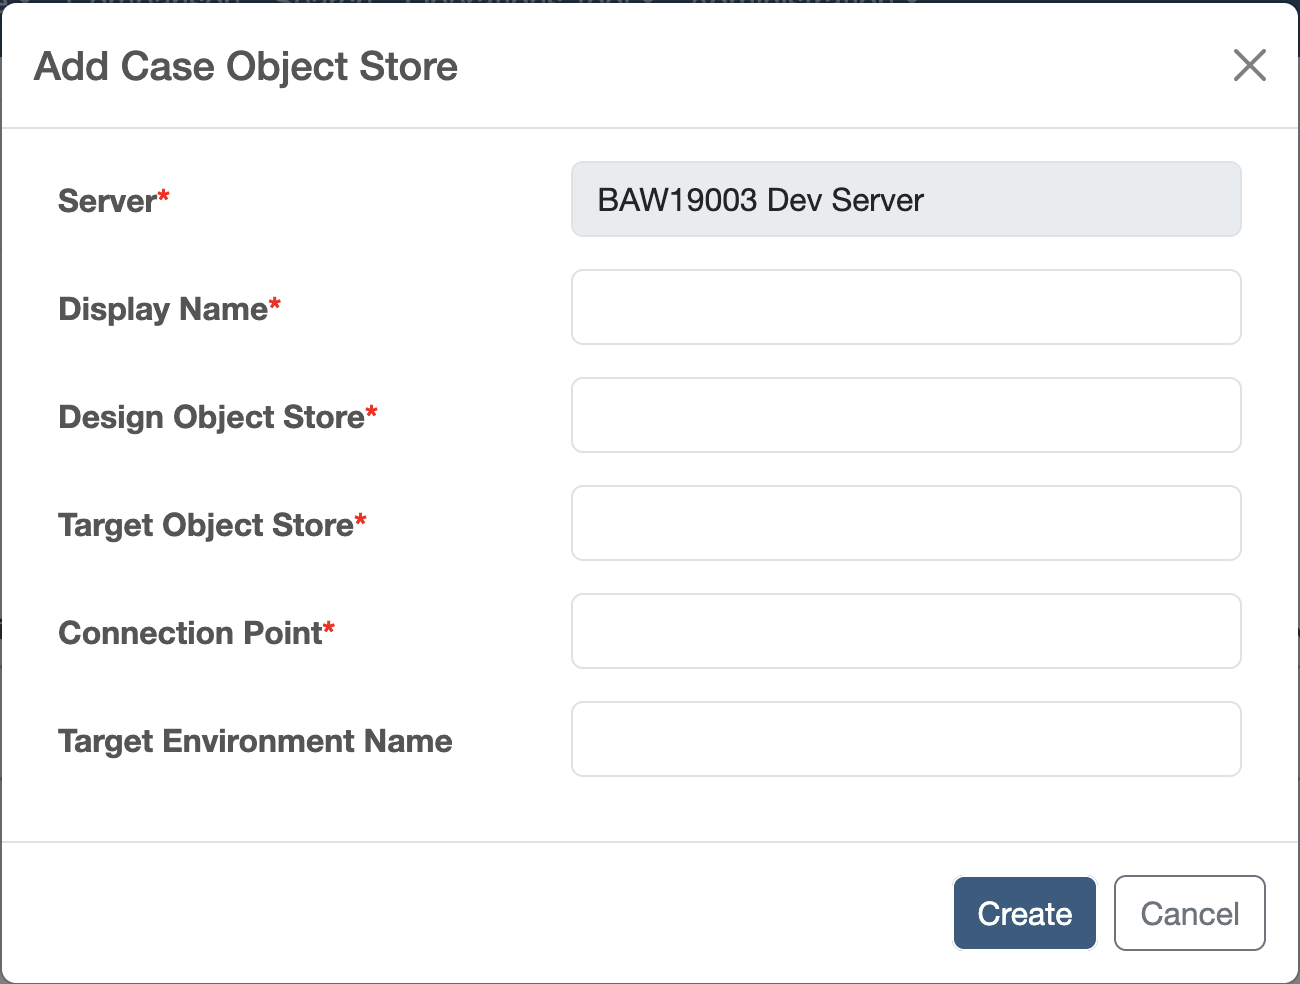 Add Case Object Store
Server*
BAW19003 Dev Server
Display Name*
Design Object Store*
Target Object Store*
Connection Point*
Target Environment Name
Create
Cancel